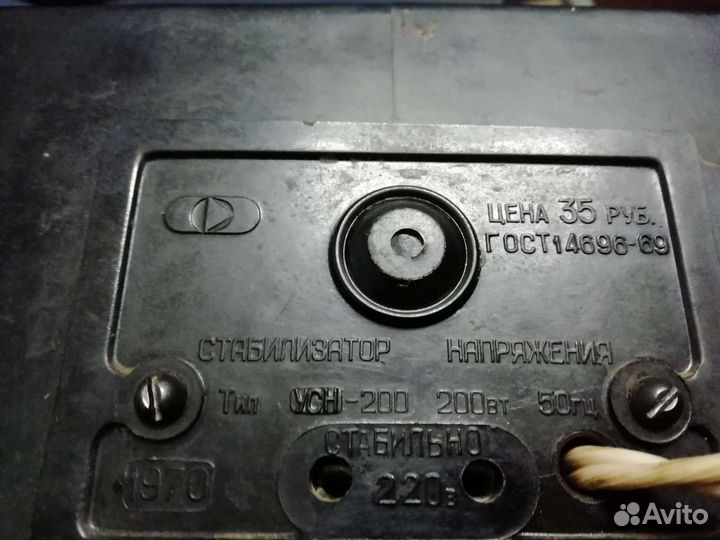 ЦЕНА 35 РУБ.
ГОСТ14696-69
СТАБИЛИЗАТОР НАПРЯЖЕНИЯ
Тип УСН-200 200вт 50гц
СТАБИЛЬНО
220в
1970
Avito